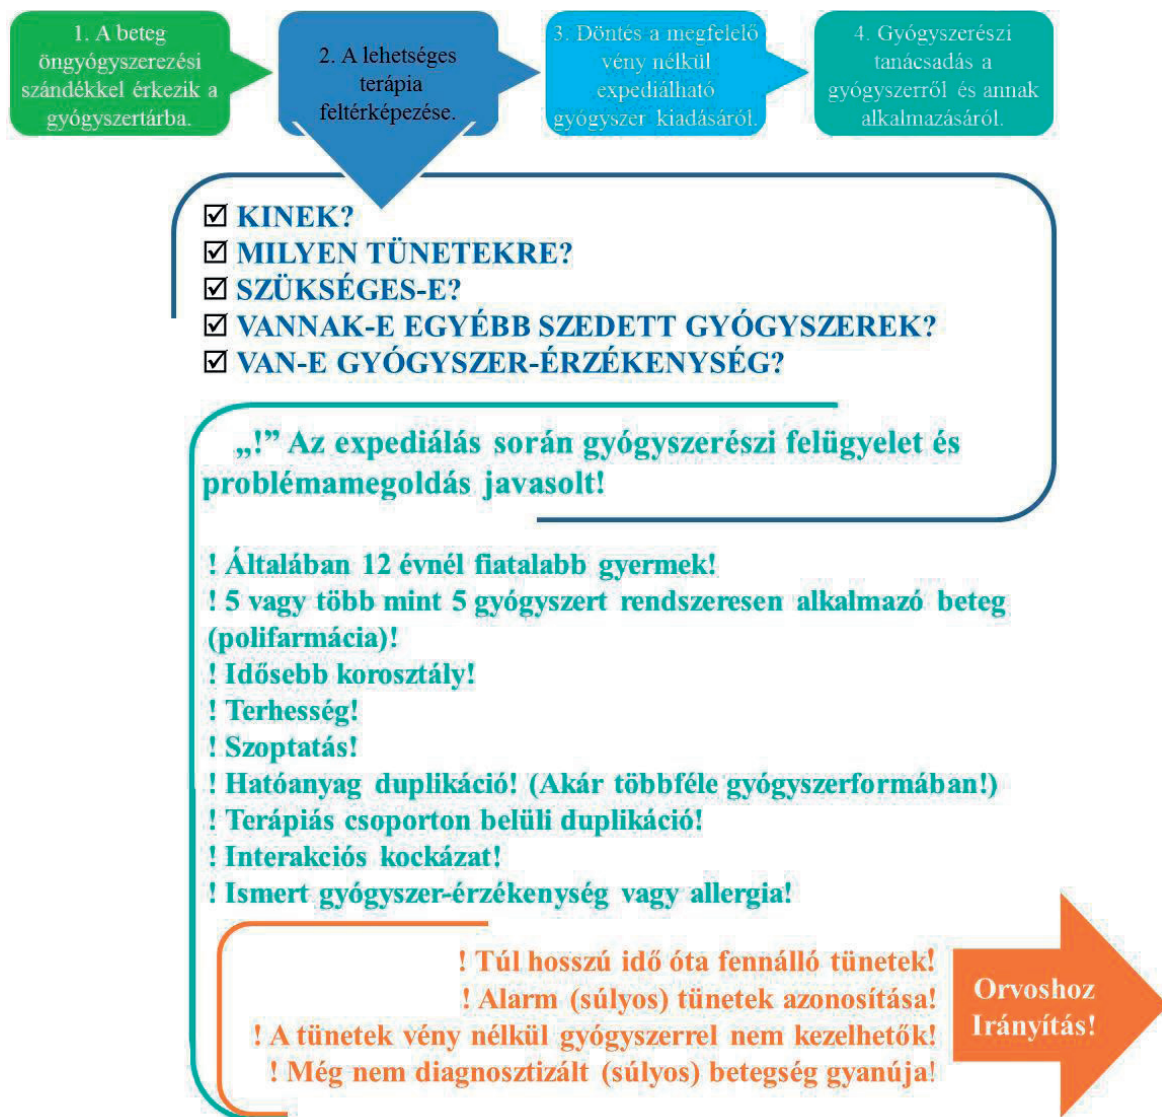 1. A beteg
öngyógyszerezési
szándékkel érkezik a
gyógyszertárba.
2. A lehetséges
terápia
feltérképezése.
3. Döntés a megfelelő
vény nélkül
expediálható
gyógyszer kiadásáról.
4. Gyógyszerészi
tanácsadás a
gyógyszerről és annak
alkalmazásáról.
☑ KINEK?
☑ MILYEN TÜNETEKRE?
☑ SZÜKSÉGES-E?
☑ VANNAK-E EGYÉBB SZEDETT GYÓGYSZEREK?
☑ VAN-E GYÓGYSZER-ÉRZÉKENYSÉG?
„!” Az expediálás során gyógyszerészi felügyelet és
problémamegoldás javasolt!
! Általában 12 évnél fiatalabb gyermek!
! 5 vagy több mint 5 gyógyszert rendszeresen alkalmazó beteg
(polifarmácia)!
! Idősebb korosztály!
! Terhesség!
! Szoptatás!
! Hatóanyag duplikáció! (Akár többféle gyógyszerformában!)
! Terápiás csoporton belüli duplikáció!
! Interakciós kockázat!
! Ismert gyógyszer-érzékenység vagy allergia!
! Túl hosszú idő óta fennálló tünetek!
! Alarm (súlyos) tünetek azonosítása!
! A tünetek vény nélkül gyógyszerrel nem kezelhetők!
! Még nem diagnosztizált (súlyos) betegség gyanúja!
Orvoshoz
Irányítás!